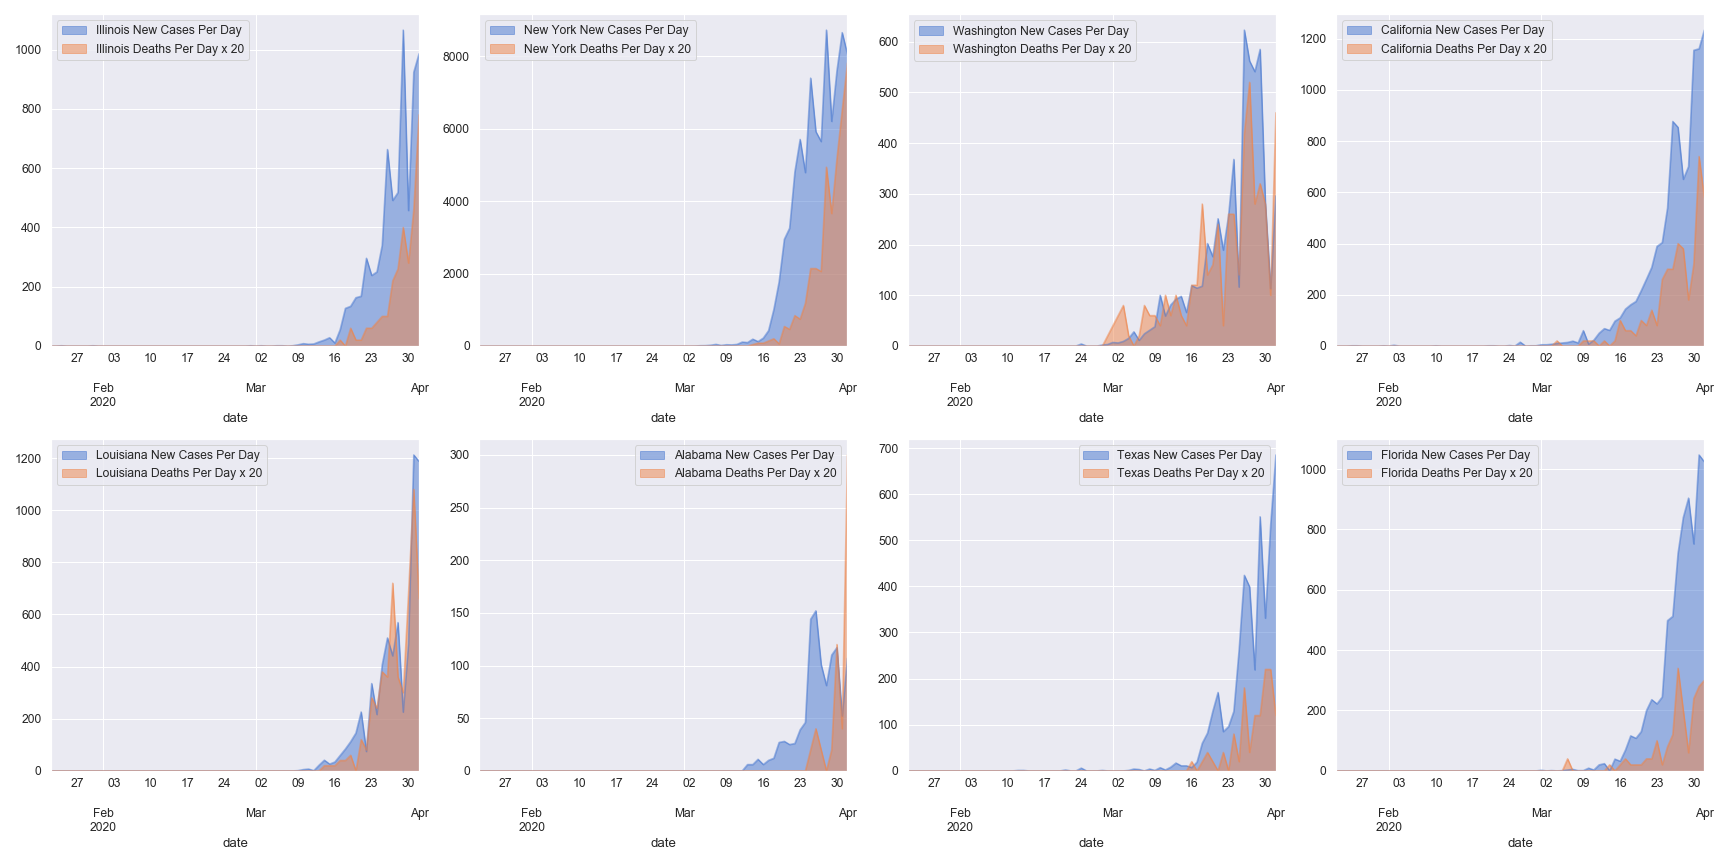 Illinois New Cases Per Day
Illinois Deaths Per Day x 20
1000
800
600
400
200
0
27 03 10 17 24 02 09 16 23 30
Feb Mar Apr
2020
date
New York New Cases Per Day
New York Deaths Per Day x 20
8000
6000
4000
2000
0
27 03 10 17 24 02 09 16 23 30
Feb Mar Apr
2020
date
Washington New Cases Per Day
Washington Deaths Per Day x 20
600
500
400
300
200
100
0
27 03 10 17 24 02 09 16 23 30
Feb Mar Apr
2020
date
California New Cases Per Day
California Deaths Per Day x 20
1200
1000
800
600
400
200
0
27 03 10 17 24 02 09 16 23 30
Feb Mar Apr
2020
date
Louisiana New Cases Per Day
Louisiana Deaths Per Day x 20
1200
1000
800
600
400
200
0
27 03 10 17 24 02 09 16 23 30
Feb Mar Apr
2020
date
Alabama New Cases Per Day
Alabama Deaths Per Day x 20
300
250
200
150
100
50
0
27 03 10 17 24 02 09 16 23 30
Feb Mar Apr
2020
date
Texas New Cases Per Day
Texas Deaths Per Day x 20
700
600
500
400
300
200
100
0
27 03 10 17 24 02 09 16 23 30
Feb Mar Apr
2020
date
Florida New Cases Per Day
Florida Deaths Per Day x 20
1000
800
600
400
200
0
27 03 10 17 24 02 09 16 23 30
Feb Mar Apr
2020
date